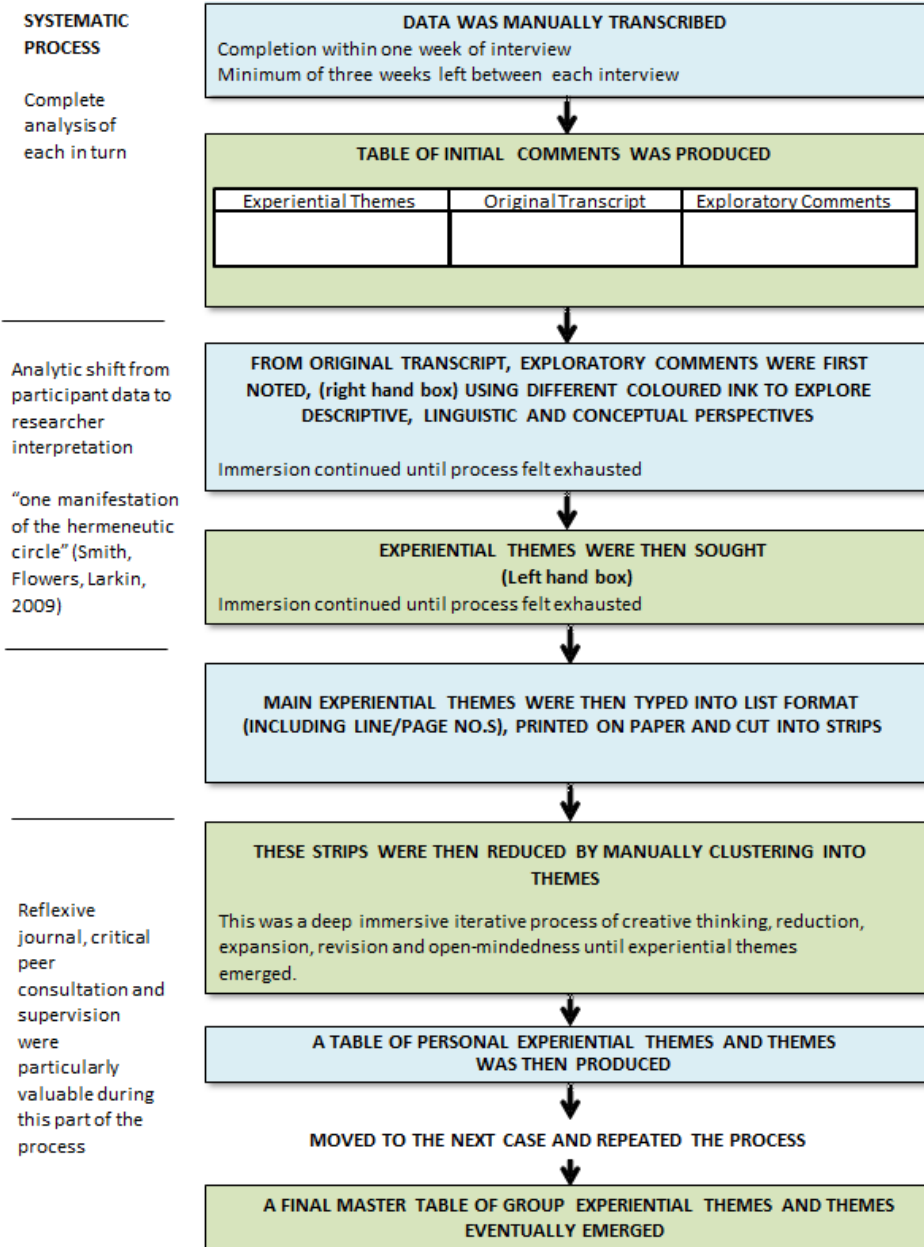 SYSTEMATIC
PROCESS
Complete
analysis of
each in turn
DATA WAS MANUALLY TRANSCRIBED
Completion within one week of interview
Minimum of three weeks left between each interview
TABLE OF INITIAL COMMENTS WAS PRODUCED
Experiential Themes Original Transcript Exploratory Comments
Analytic shift from
participant data to
researcher
interpretation
"one manifestation
of the hermeneutic
circle" (Smith,
Flowers, Larkin,
2009)
FROM ORIGINAL TRANSCRIPT, EXPLORATORY COMMENTS WERE FIRST
NOTED, (right hand box) USING DIFFERENT COLOURED INK TO EXPLORE
DESCRIPTIVE, LINGUISTIC AND CONCEPTUAL PERSPECTIVES
Immersion continued until process felt exhausted
EXPERIENTIAL THEMES WERE THEN SOUGHT
(Left hand box)
Immersion continued until process felt exhausted
MAIN EXPERIENTIAL THEMES WERE THEN TYPED INTO LIST FORMAT
(INCLUDING LINE/PAGE NO.S), PRINTED ON PAPER AND CUT INTO STRIPS
Reflexive
journal, critical
peer
consultation and
supervision
were
particularly
valuable during
this part of the
process
THESE STRIPS WERE THEN REDUCED BY MANUALLY CLUSTERING INTO
THEMES
This was a deep immersive iterative process of creative thinking, reduction,
expansion, revision and open-mindedness until experiential themes
emerged.
A TABLE OF PERSONAL EXPERIENTIAL THEMES AND THEMES
WAS THEN PRODUCED
MOVED TO THE NEXT CASE AND REPEATED THE PROCESS
A FINAL MASTER TABLE OF GROUP EXPERIENTIAL THEMES AND THEMES
EVENTUALLY EMERGED